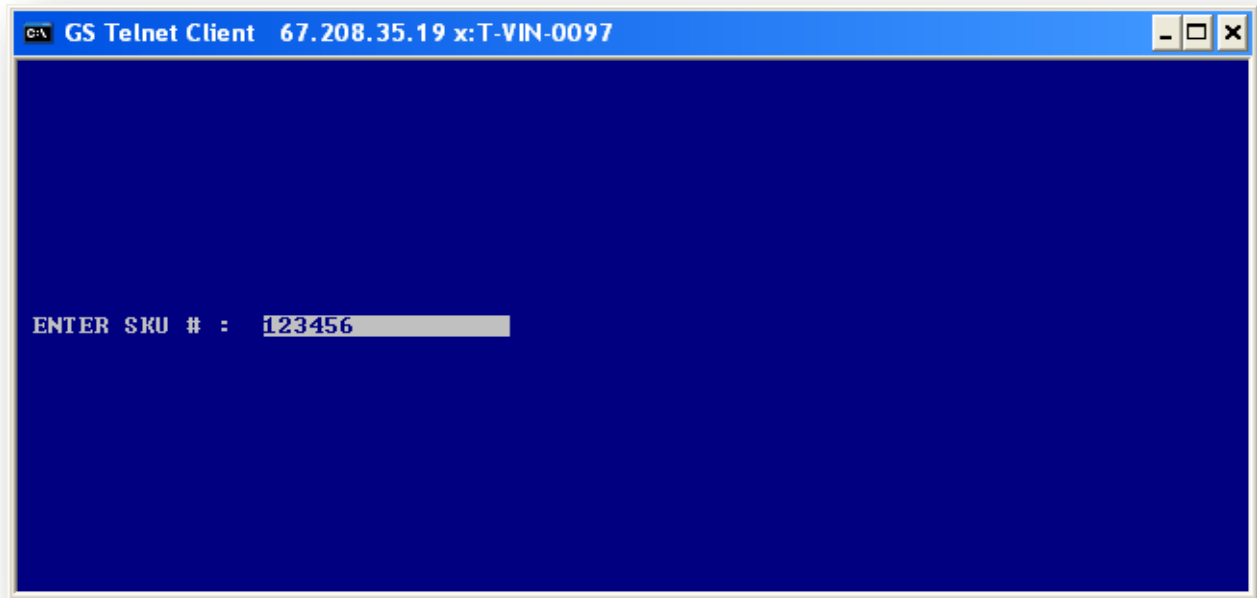 GS Telnet Client 67.208.35.19 x:T-VIN-0097
ENTER SKU # : 123456